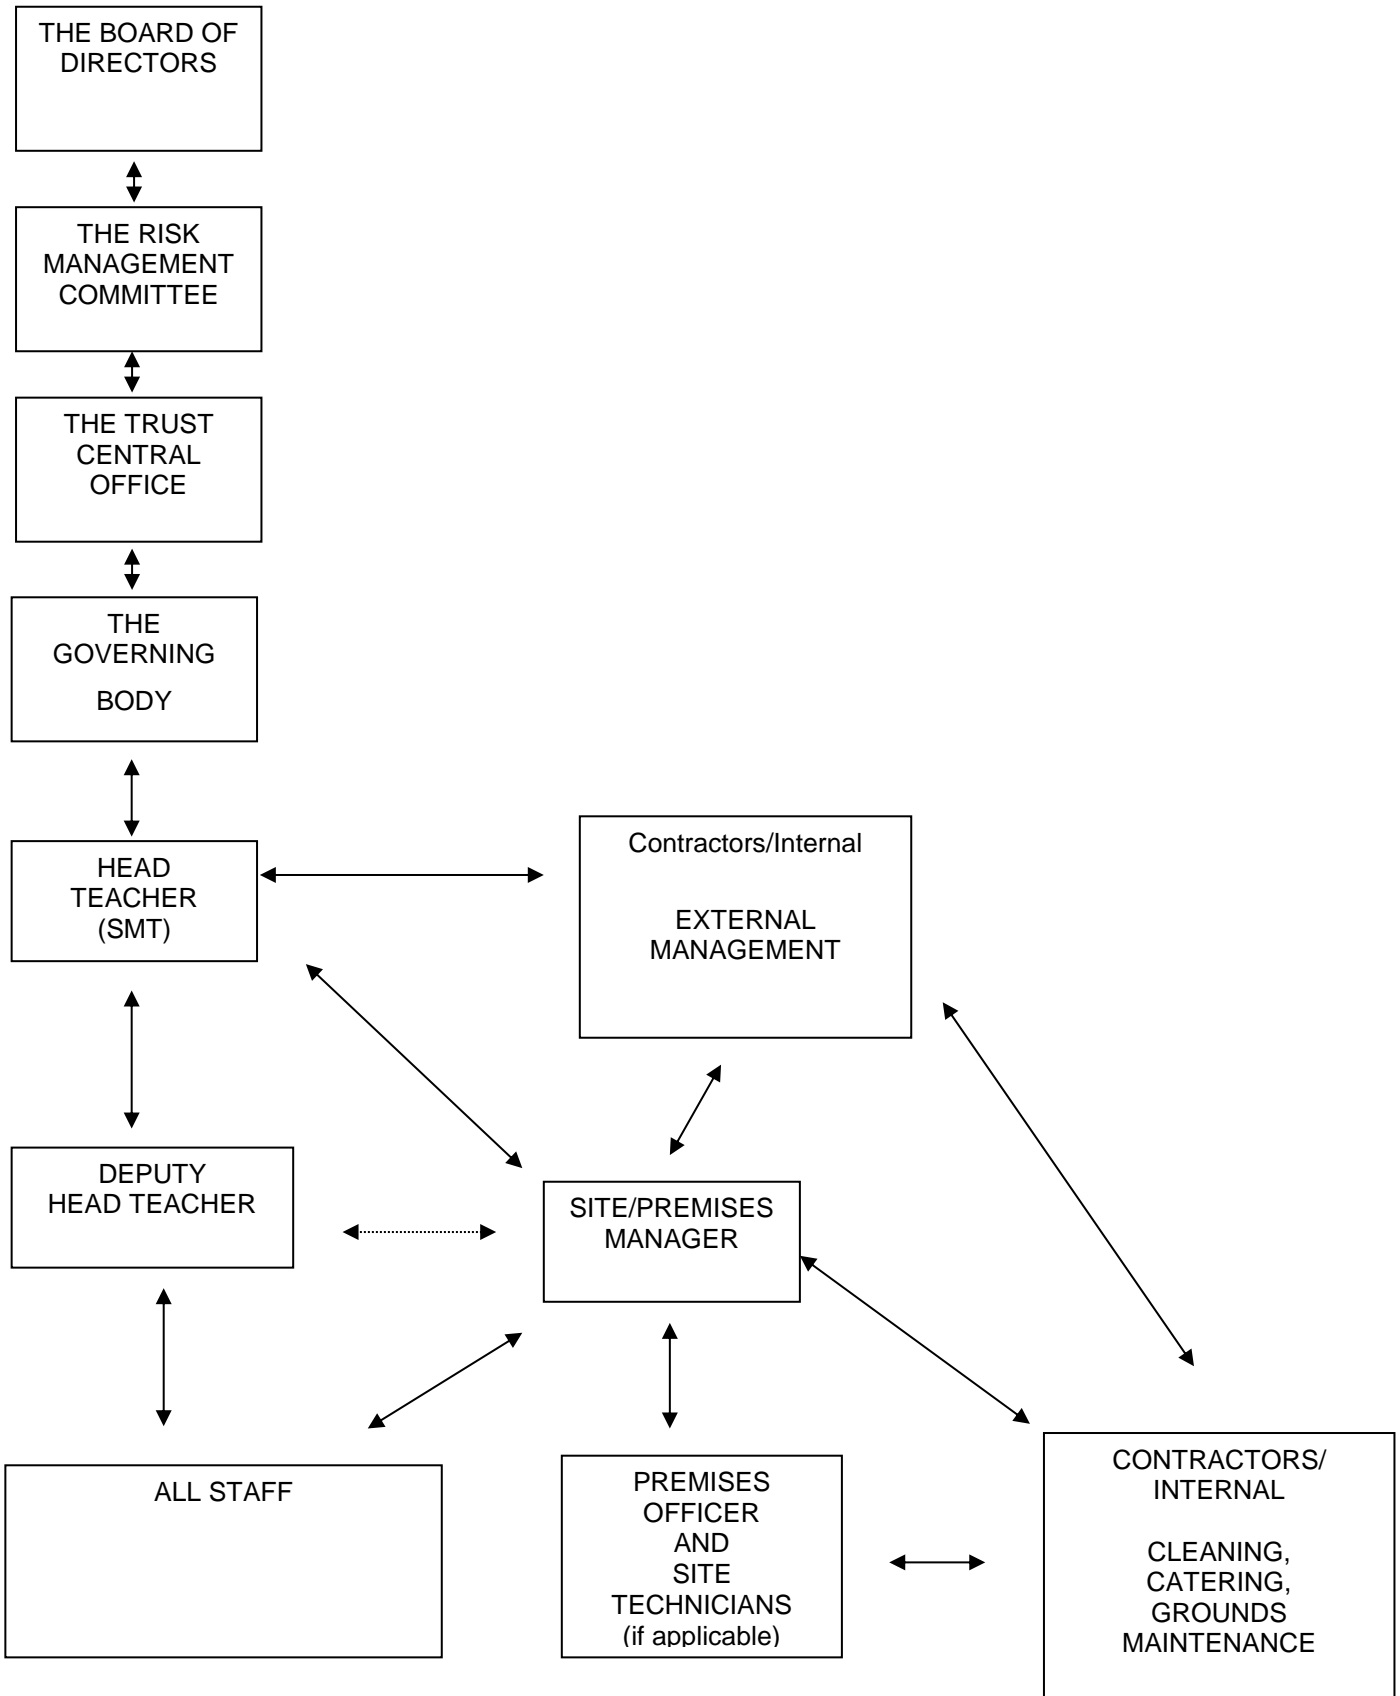 THE BOARD OF
DIRECTORS
THE RISK
MANAGEMENT
COMMITTEE
THE TRUST
CENTRAL
OFFICE
THE
GOVERNING
BODY
HEAD
TEACHER
(SMT)
Contractors/Internal
EXTERNAL
MANAGEMENT
DEPUTY
HEAD TEACHER
SITE/PREMISES
MANAGER
ALL STAFF
PREMISES
OFFICER
AND
SITE
TECHNICIANS
(if applicable)
CONTRACTORS/
INTERNAL
CLEANING,
CATERING,
GROUNDS
MAINTENANCE